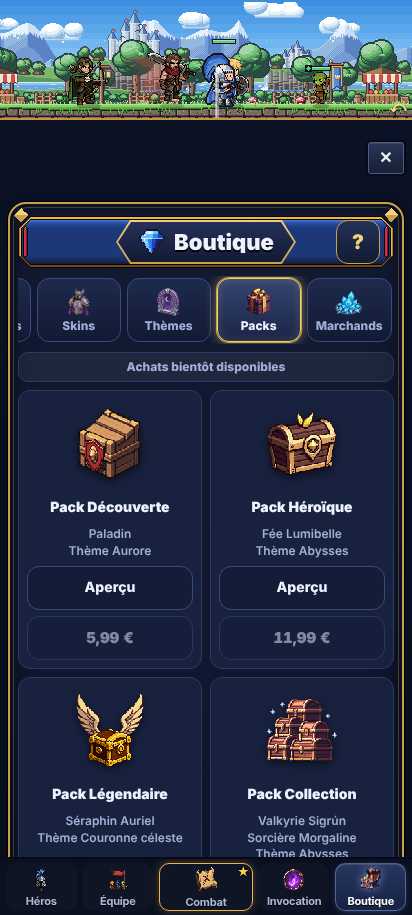 ×
Boutique
?
s
Skins
Thèmes
Packs
Marchands
Achats bientôt disponibles
Pack Découverte
Paladin
Thème Aurore
Aperçu
5,99 €
Pack Héroïque
Fée Lumibelle
Thème Abysses
Aperçu
11,99 €
Pack Légendaire
Séraphin Auriel
Thème Couronne céleste
Pack Collection
Valkyrie Sigrún
Sorcière Morgaline
Thème Abysses
Héros
Équipe
Combat
Invocation
Boutique